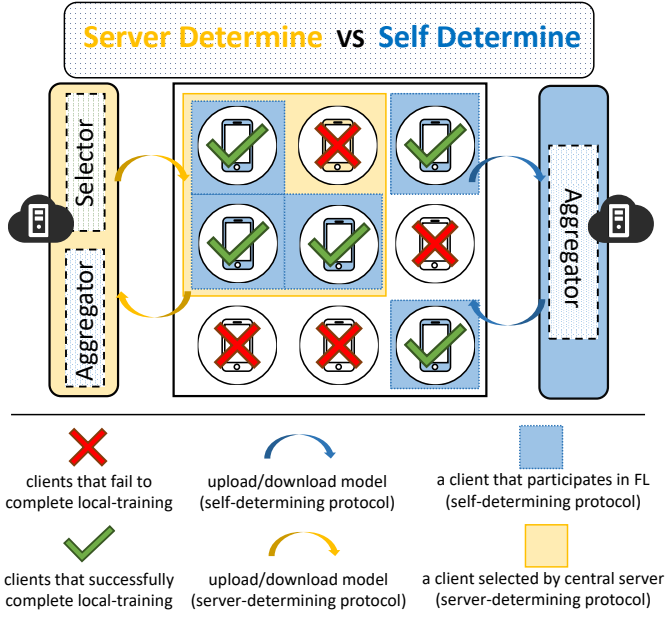 Server Determine vs Self Determine
Selector
Aggregator
Aggregator
clients that fail to
complete local-training
upload/download model
(self-determining protocol)
a client that participates in FL
(self-determining protocol)
clients that successfully
complete local-training
upload/download model
(server-determining protocol)
a client selected by central server
(server-determining protocol)